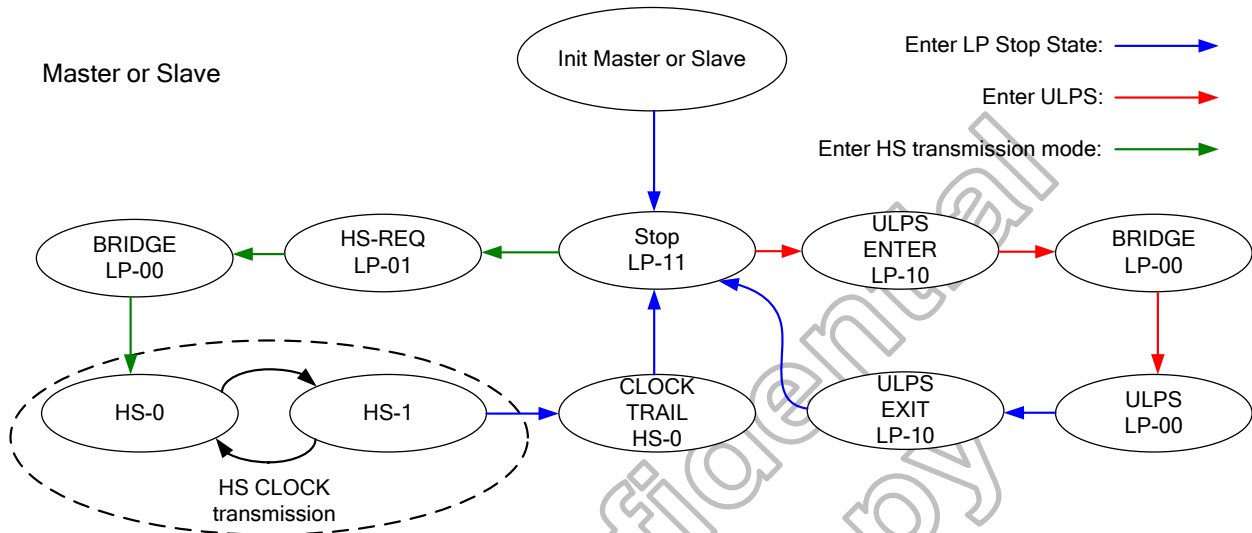 Master or Slave
Init Master or Slave
Enter LP Stop State:
Enter ULPS:
Enter HS transmission mode:
BRIDGE
LP-00
HS-REQ
LP-01
Stop
LP-11
ULPS
ENTER
LP-10
BRIDGE
LP-00
HS-0
HS-1
CLOCK
TRAIL
HS-0
ULPS
EXIT
LP-10
ULPS
LP-00
HS CLOCK
transmission
fidential
py